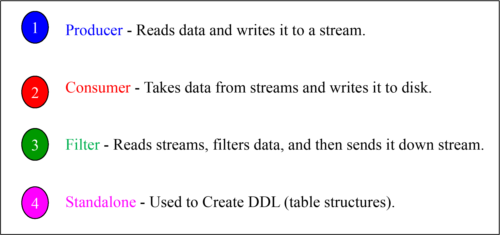 1 Producer - Reads data and writes it to a stream.
2 Consumer - Takes data from streams and writes it to disk.
3 Filter - Reads streams, filters data, and then sends it down stream.
4 Standalone - Used to Create DDL (table structures).